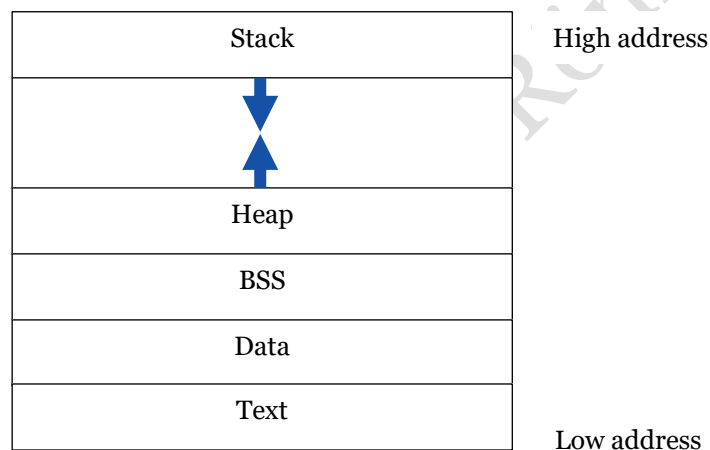 Stack
High address
Heap
BSS
Data
Text
Low address